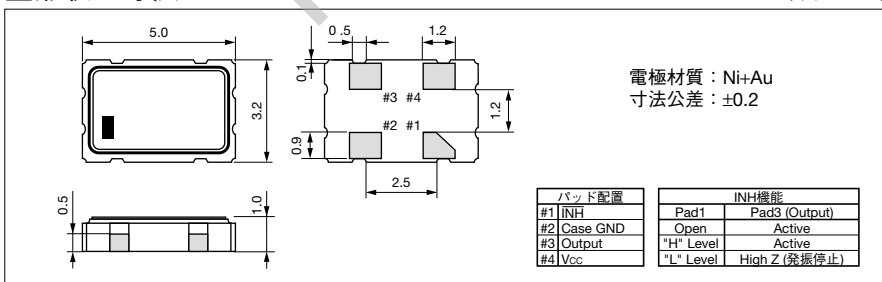 5.0
0.5
1.2
0.1
#3 #4
3.2
1.2
#2 #1
0.9
2.5
0.5
1.0
電極材質：Ni+Au
寸法公差：±0.2
パッド配置
#1 INH
#2 Case GND
#3 Output
#4 Vcc
INH機能
Pad1 Pad3 (Output)
Open Active
"H" Level Active
"L" Level High Z (発振停止)